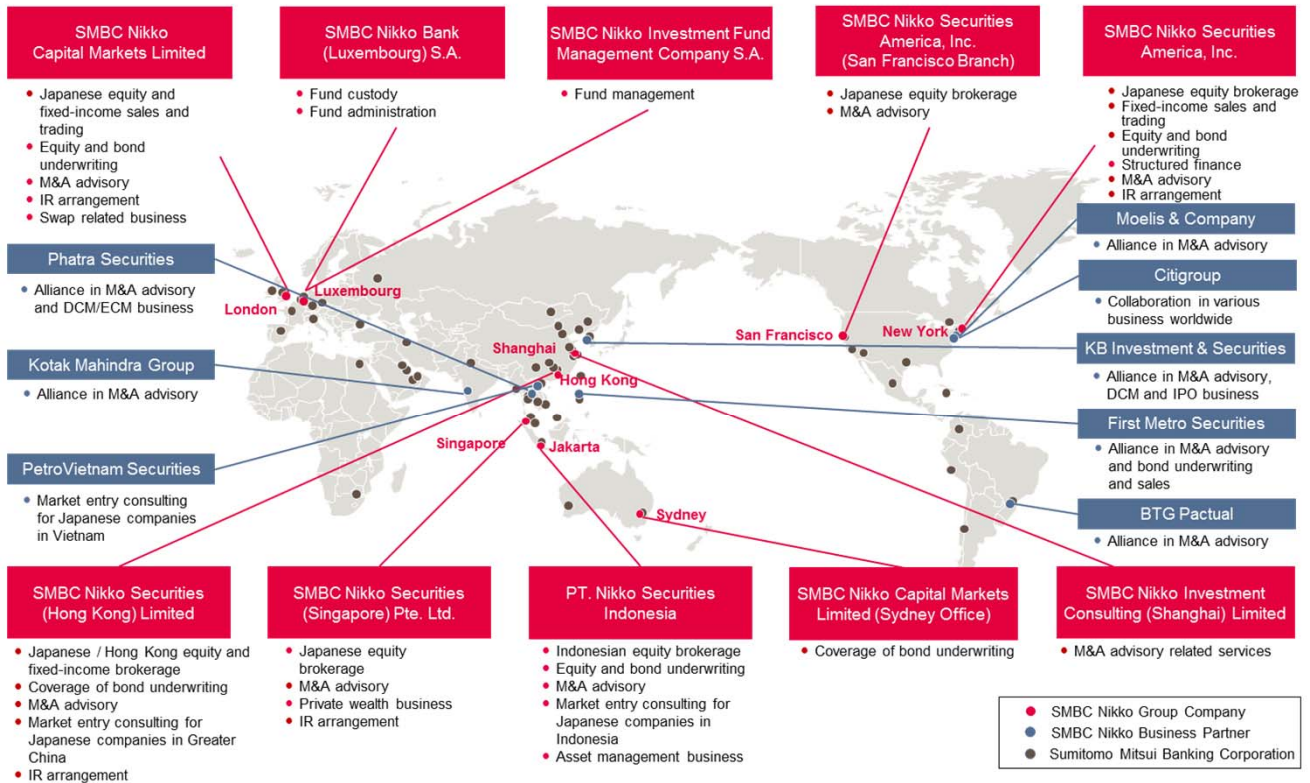 SMBC Nikko
Capital Markets Limited
• Japanese equity and
fixed-income sales and
trading
• Equity and bond
underwriting
• M&A advisory
• IR arrangement
• Swap related business
SMBC Nikko Bank
(Luxembourg) S.A.
• Fund custody
• Fund administration
SMBC Nikko Investment Fund
Management Company S.A.
• Fund management
SMBC Nikko Securities
America, Inc.
(San Francisco Branch)
• Japanese equity brokerage
• M&A advisory
SMBC Nikko Securities
America, Inc.
• Japanese equity brokerage
• Fixed-income sales and
trading
• Equity and bond
underwriting
• Structured finance
• M&A advisory
• IR arrangement
Phatra Securities
• Alliance in M&A advisory
and DCM/ECM business
Kotak Mahindra Group
• Alliance in M&A advisory
PetroVietnam Securities
• Market entry consulting
for Japanese companies
in Vietnam
Luxembourg
London
Shanghai
Hong Kong
Singapore
Jakarta
Sydney
San Francisco
New York
Moelis & Company
• Alliance in M&A advisory
Citigroup
• Collaboration in various
business worldwide
KB Investment & Securities
• Alliance in M&A advisory,
DCM and IPO business
First Metro Securities
• Alliance in M&A advisory
and bond underwriting
and sales
BTG Pactual
• Alliance in M&A advisory
SMBC Nikko Securities
(Hong Kong) Limited
• Japanese / Hong Kong equity and
fixed-income brokerage
• Coverage of bond underwriting
• M&A advisory
• Market entry consulting for
Japanese companies in Greater
China
• IR arrangement
SMBC Nikko Securities
(Singapore) Pte. Ltd.
• Japanese equity
brokerage
• M&A advisory
• Private wealth business
• IR arrangement
PT. Nikko Securities
Indonesia
• Indonesian equity brokerage
• Equity and bond underwriting
• M&A advisory
• Market entry consulting for
Japanese companies in
Indonesia
• Asset management business
SMBC Nikko Capital Markets
Limited (Sydney Office)
• Coverage of bond underwriting
SMBC Nikko Investment
Consulting (Shanghai) Limited
• M&A advisory related services
• SMBC Nikko Group Company
• SMBC Nikko Business Partner
• Sumitomo Mitsui Banking Corporation